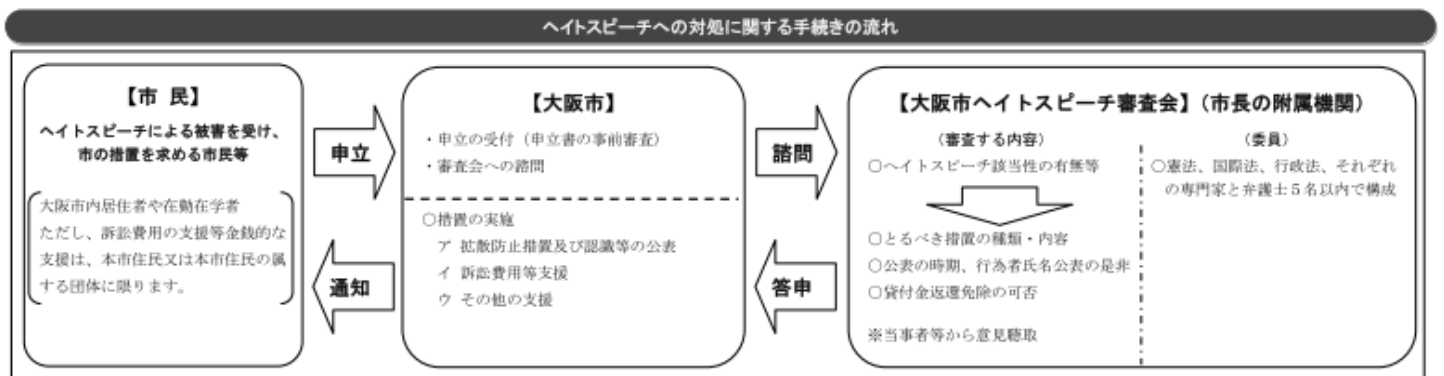 ヘイトスピーチへの対処に関する手続きの流れ
【市 民】
ヘイトスピーチによる被害を受け、
市の措置を求める市民等
大阪市内居住者や在勤在学者
ただし、訴訟費用の支援等金銭的な
支援は、本市住民又は本市住民の属
する団体に限ります。
申立
通知
【大阪市】
・申立の受付（申立書の事前審査）
・審査会への諮問
○措置の実施
ア 拡散防止措置及び認識等の公表
イ 訴訟費用等支援
ウ その他の支援
諮問
答申
【大阪市ヘイトスピーチ審査会】（市長の附属機関）
（審査する内容）
○ヘイトスピーチ該当性の有無等
○とるべき措置の種類・内容
○公表の時期、行為者氏名公表の是非
○貸付金返還免除の可否
※当事者等から意見聴取
（委員）
○憲法、国際法、行政法、それぞれ
の専門家と弁護士５名以内で構成